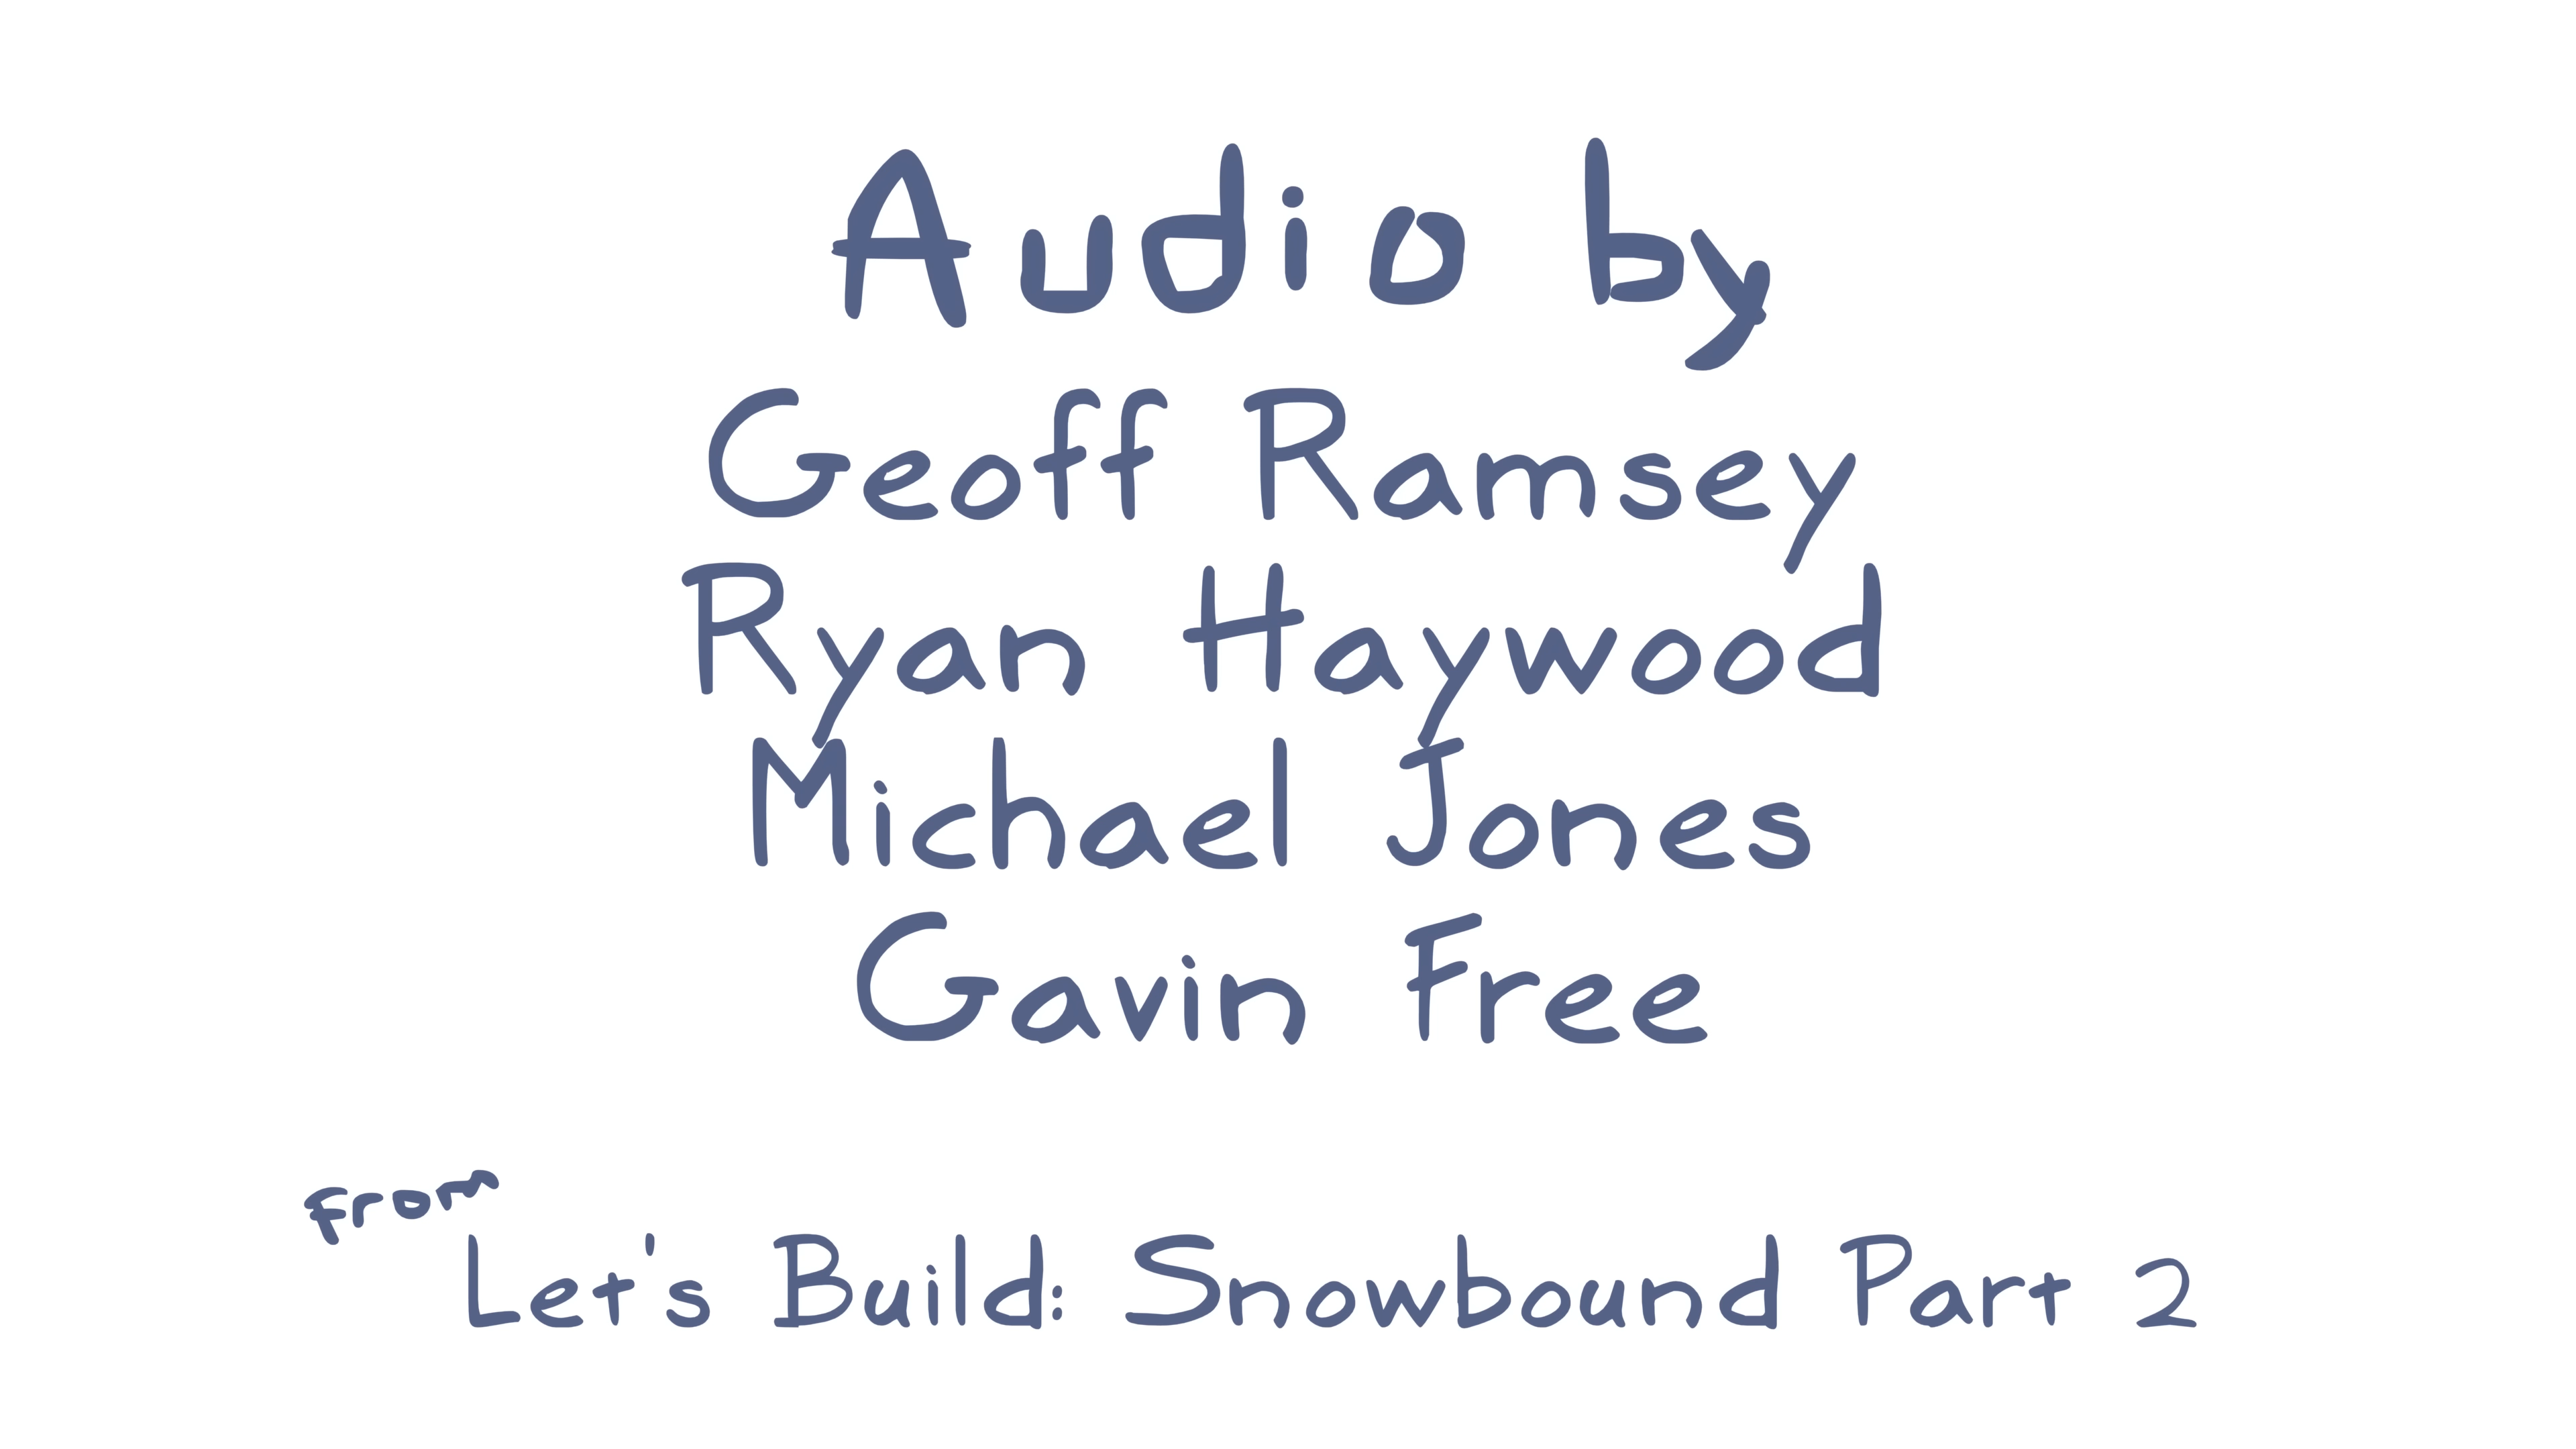 Audio by
Geoff Ramsey
Ryan Haywood
Michael Jones
Gavin Free
from
Let's Build: Snowbound Part 2